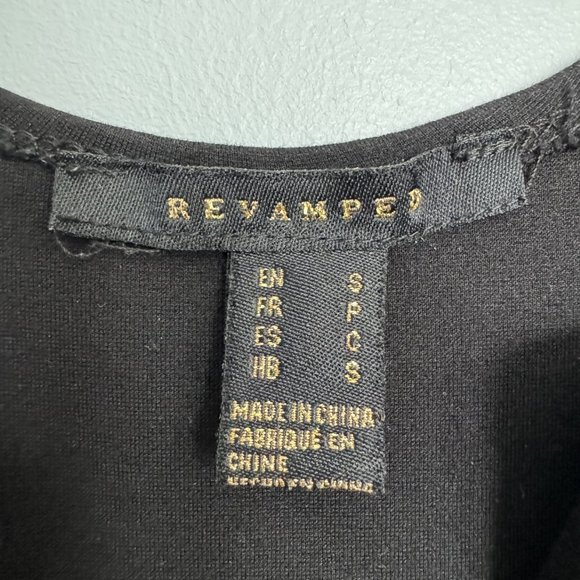 REVAMPED
EN S
FR P
ES C
HB S
MADE IN CHINA
FABRIQUÉ EN
CHINE